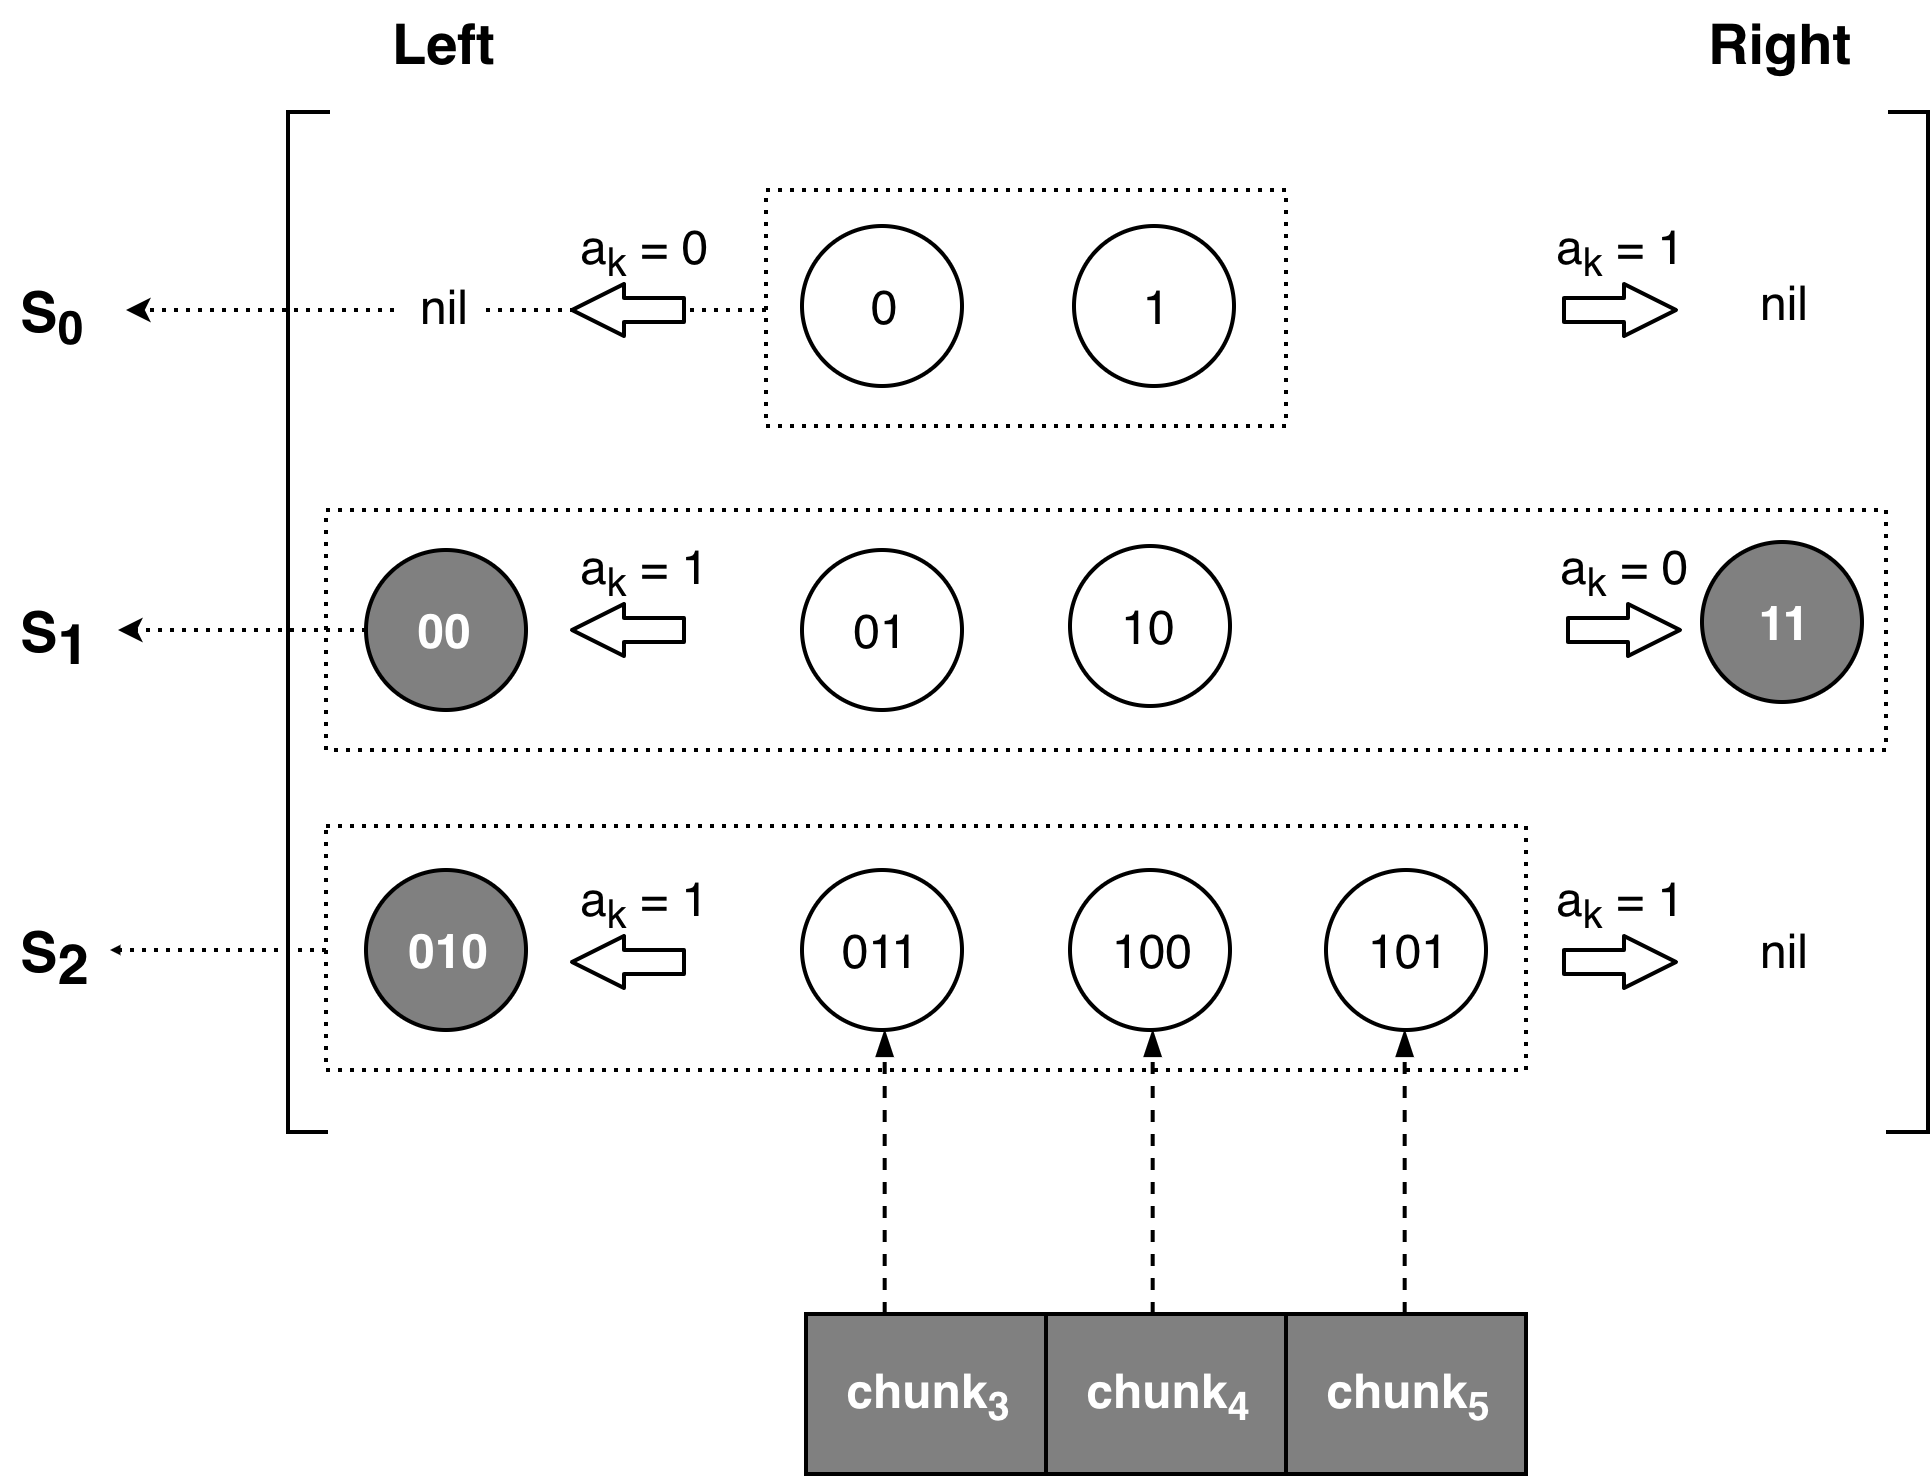 Left Right
a_k = 0 a_k = 1
S_0 nil 0 1 nil
a_k = 1 a_k = 0
S_1 00 01 10 11
a_k = 1 a_k = 1
S_2 010 011 100 101 nil
chunk_3 chunk_4 chunk_5